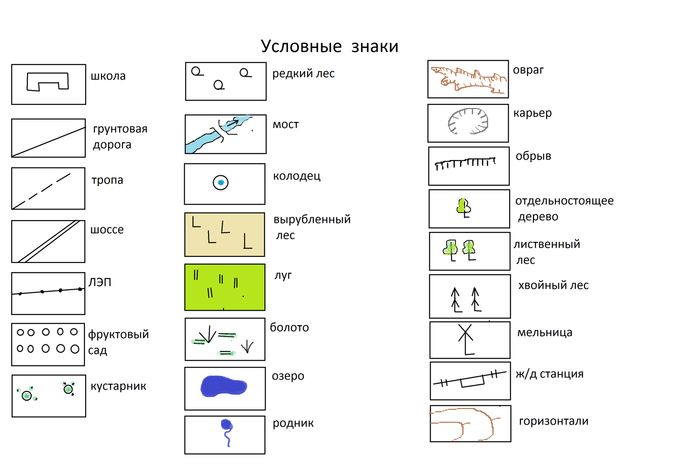 Условные знаки
школа
грунтовая
дорога
тропа
шоссе
ЛЭП
фруктовый
сад
кустарник
редкий лес
мост
колодец
вырубленный
лес
луг
болото
озеро
родник
овраг
карьер
обрыв
отдельностоящее
дерево
лиственный
лес
хвойный лес
мельница
ж/д станция
горизонтали